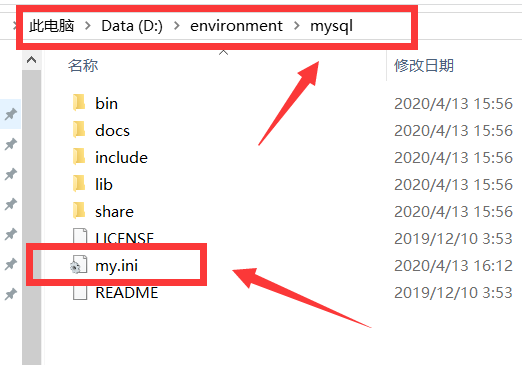 此电脑 > Data (D:) > environment > mysql
名称 修改日期
bin 2020/4/13 15:56
docs 2020/4/13 15:56
include 2020/4/13 15:56
lib 2020/4/13 15:56
share 2020/4/13 15:56
LICENSE 2019/12/10 3:53
my.ini 2020/4/13 16:12
README 2019/12/10 3:53